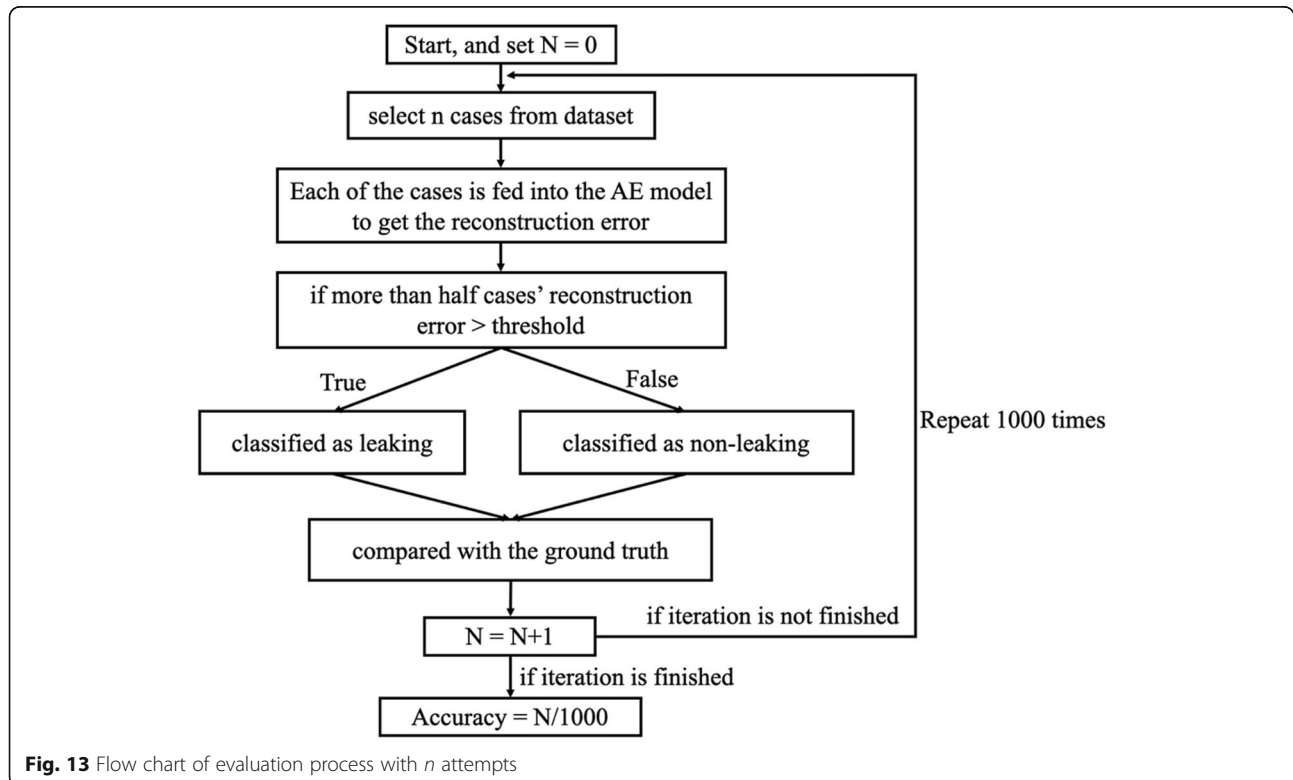 Start, and set N = 0
select n cases from dataset
Each of the cases is fed into the AE model
to get the reconstruction error
if more than half cases’ reconstruction
error > threshold
True
False
classified as leaking
classified as non-leaking
Repeat 1000 times
compared with the ground truth
if iteration is not finished
N = N+1
if iteration is finished
Accuracy = N/1000
Fig. 13 Flow chart of evaluation process with n attempts